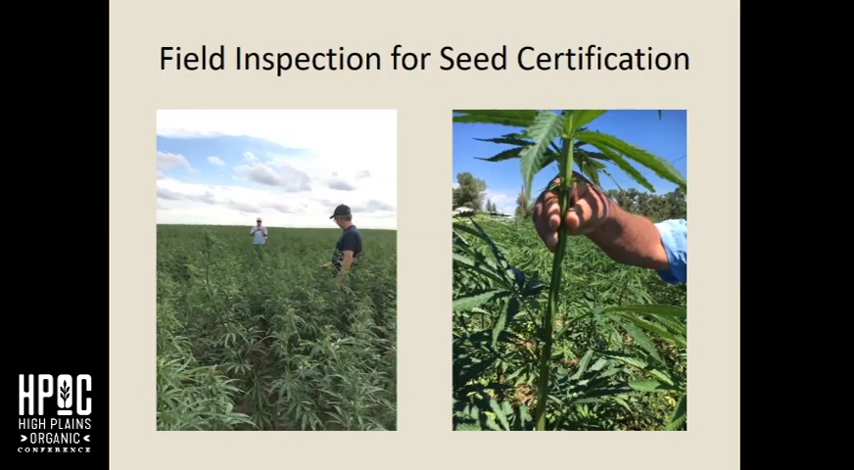 Field Inspection for Seed Certification
HPOC
HIGH PLAINS
ORGANIC
CONFERENCE